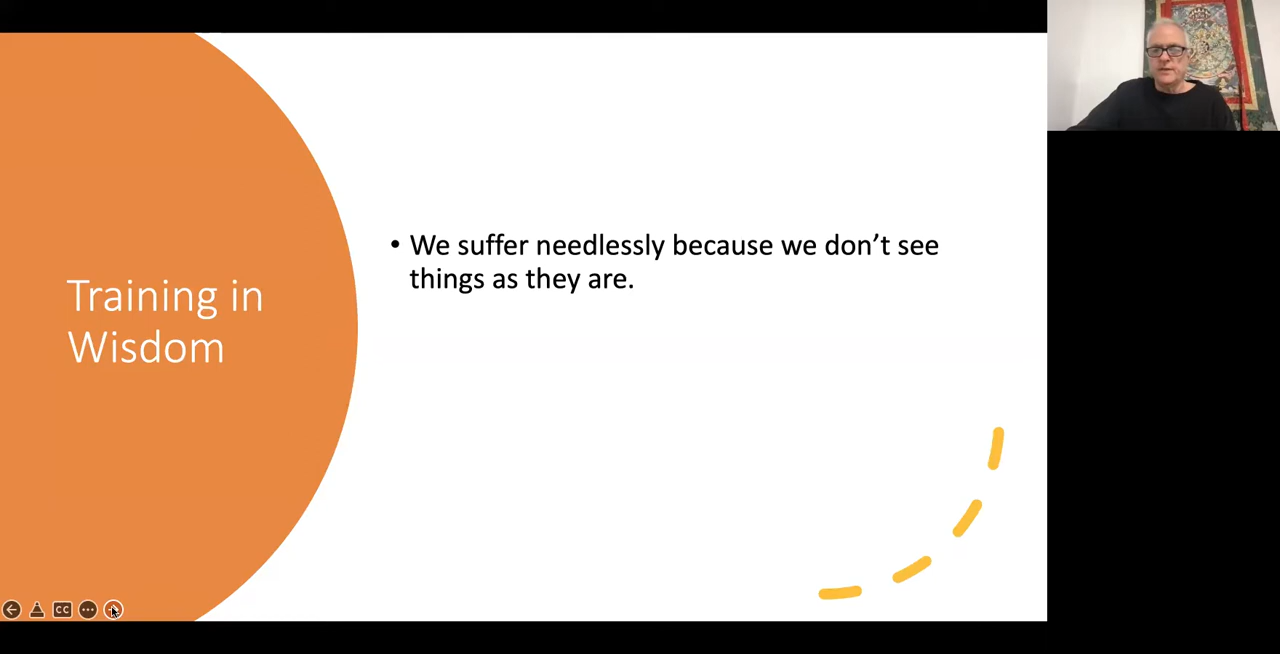 Training in
Wisdom
• We suffer needlessly because we don’t see
things as they are.
CC